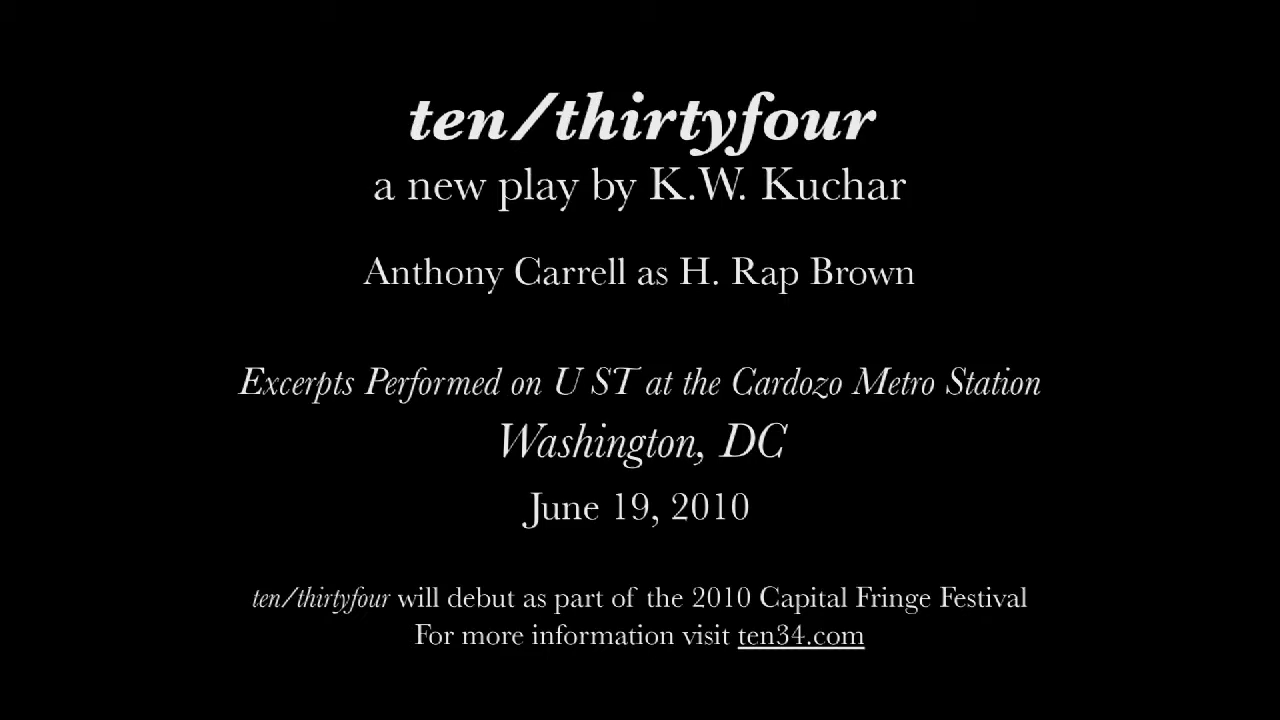 ten/thirtyfour
a new play by K.W. Kuchar
Anthony Carrell as H. Rap Brown
Excerpts Performed on U ST at the Cardozo Metro Station
Washington, DC
June 19, 2010
ten/thirtyfour will debut as part of the 2010 Capital Fringe Festival
For more information visit ten34.com